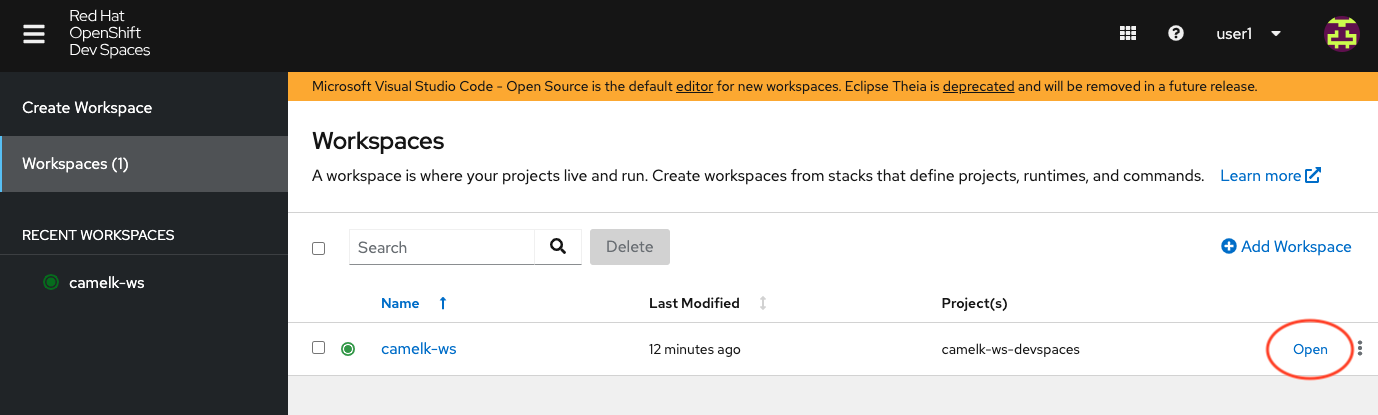 Red Hat
OpenShift
Dev Spaces
user1
Create Workspace
Workspaces (1)
RECENT WORKSPACES
camelk-ws
Microsoft Visual Studio Code - Open Source is the default editor for new workspaces. Eclipse Theia is deprecated and will be removed in a future release.
Workspaces
A workspace is where your projects live and run. Create workspaces from stacks that define projects, runtimes, and commands. Learn more
Search Delete Add Workspace
Name Last Modified Project(s)
camelk-ws 12 minutes ago camelk-ws-devspaces Open